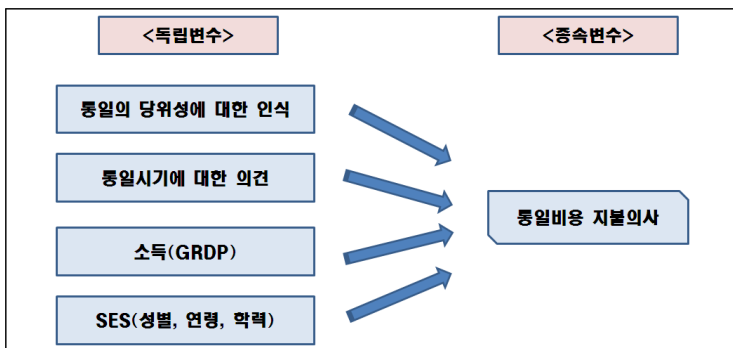 <독립변수>
<종속변수>
통일의 당위성에 대한 인식
통일시기에 대한 의견
통일비용 지불의사
소득(GRDP)
SES(성별, 연령, 학력)